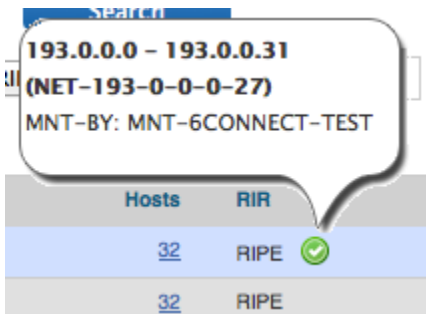 Search
193.0.0.0 – 193.0.0.31
(NET-193-0-0-0-27)
MNT-BY: MNT-6CONNECT-TEST
Hosts RIR
32 RIPE
32 RIPE